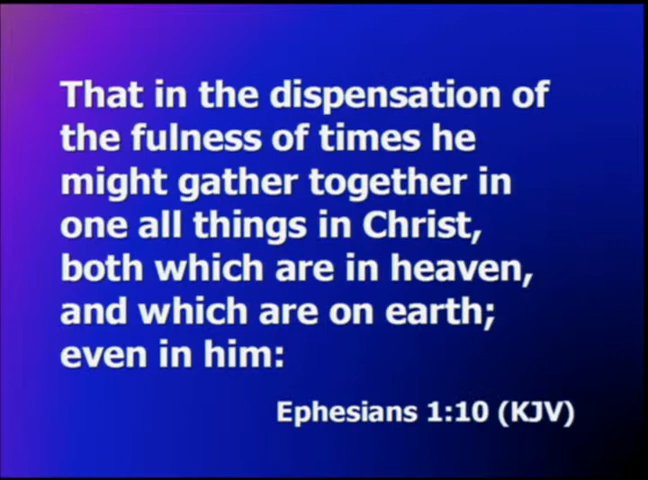 That in the dispensation of
the fulness of times he
might gather together in
one all things in Christ,
both which are in heaven,
and which are on earth;
even in him:
Ephesians 1:10 (KJV)